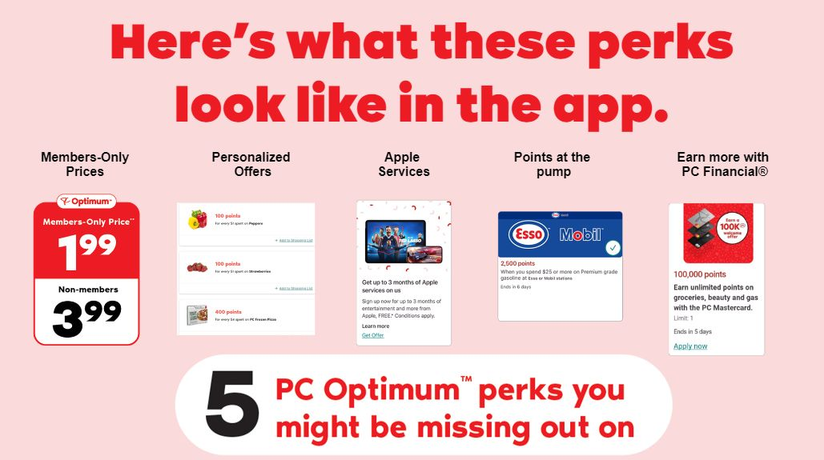 Here's what these perks
look like in the app.
Members-Only
Prices
Optimum™
Members-Only Price**
1.99
Non-members
3.99
Personalized
Offers
100 points
For every $1 spent on Peppers
+ Add to Shopping List
100 points
For every $1 spent on Strawberries
+ Add to Shopping List
400 points
For every $4 spent on PC Frozen Pizzas
Apple
Services
TED LASSO
Get up to 3 months of Apple
services on us
Sign up now for up to 3 months of
entertainment and more from
Apple, FREE.† Conditions apply.
Learn more
Get Offer
Points at the
pump
Esso Mobil
2,500 points
When you spend $25 or more on Premium grade
gasoline at Esso or Mobil stations
Ends in 6 days
Earn more with
PC Financial®
Earn a
100K
welcome
offer
100,000 points
Earn unlimited points on
groceries, beauty and gas
with the PC Mastercard.
Limit: 1
Ends in 5 days
Apply now
5
PC Optimum™ perks you
might be missing out on